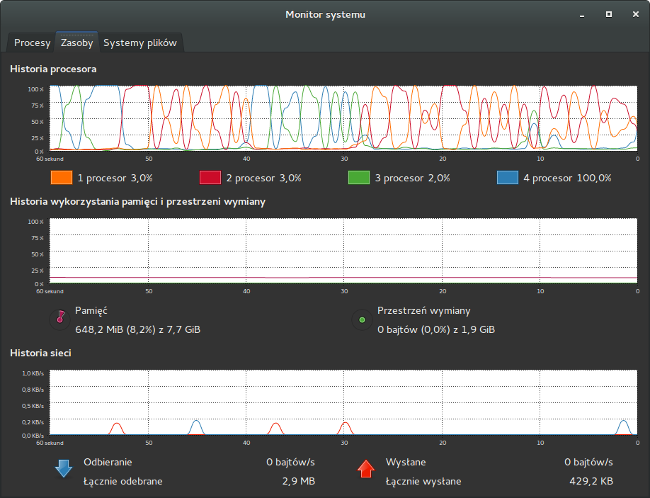 Monitor systemu
Procesy Zasoby Systemy plików
Historia procesora
100 %
75 %
50 %
25 %
0 %
60 sekund 50 40 30 20 10 0
1 procesor 3,0% 2 procesor 3,0% 3 procesor 2,0% 4 procesor 100,0%
Historia wykorzystania pamięci i przestrzeni wymiany
100 %
75 %
50 %
25 %
0 %
60 sekund 50 40 30 20 10 0
Pamięć Przestrzeń wymiany
648,2 MiB (8,2%) z 7,7 GiB 0 bajtów (0,0%) z 1,9 GiB
Historia sieci
1,0 KB/s
0,8 KB/s
0,5 KB/s
0,2 KB/s
0,0 KB/s
60 sekund 50 40 30 20 10 0
Odbieranie 0 bajtów/s Wysłane 0 bajtów/s
Łącznie odebrane 2,9 MB Łącznie wysłane 429,2 KB